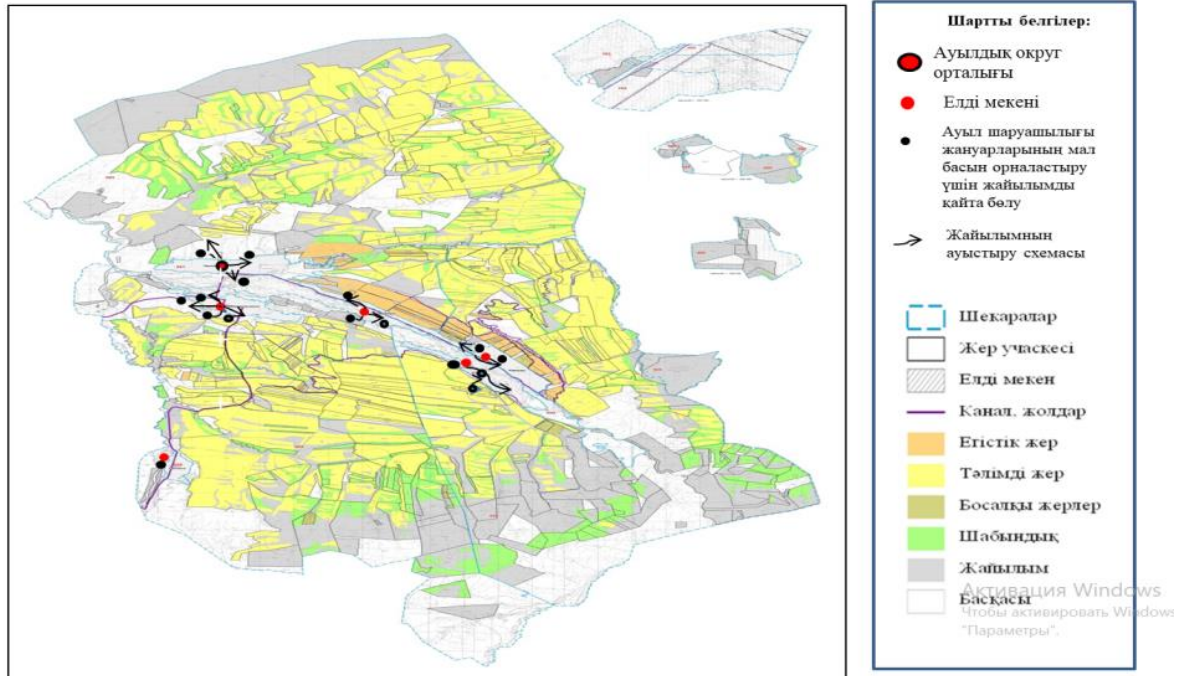 Шартты белгілер:
Ауылдық округ
орталығы
Елді мекені
Ауыл шаруашылығы
жануарларының мал
басын орналастыру
үшін жайылымды
қайта бөлу
Жайылымның
ауыстыру схемасы
Шекаралар
Жер учаскесі
Елді мекен
Канал. жолдар
Егістік жер
Тәлімді жер
Босалқы жерлер
Шабындық
Жайылым
Басқасы
Активация Windows
Чтобы активировать Windows
"Параметры".